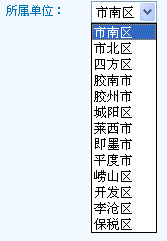 所属单位： 市南区
市南区
市北区
四方区
胶南市
胶州市
城阳区
莱西市
即墨市
平度市
崂山区
开发区
李沧区
保税区